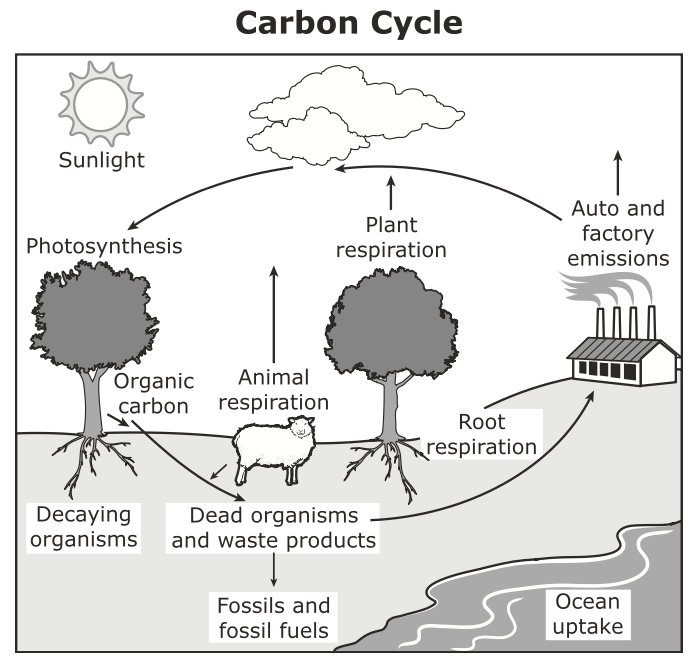 Carbon Cycle
Sunlight
Auto and
factory
emissions
Plant
respiration
Photosynthesis
Organic
carbon
Animal
respiration
Root
respiration
Decaying
organisms
Dead organisms
and waste products
Fossils and
fossil fuels
Ocean
uptake